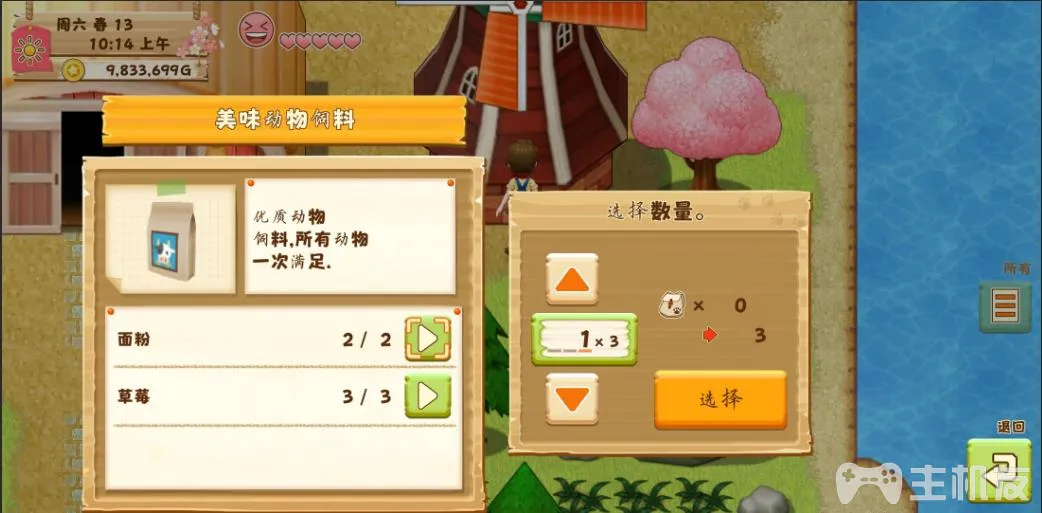 周六 春 13
10:14 上午
9,833,699G
美味动物饲料
优质动物
饲料,所有动物
一次满足.
面粉 2 / 2
草莓 3 / 3
选择数量。
× 0
1 × 3
3
选择
所有
退回
主机友